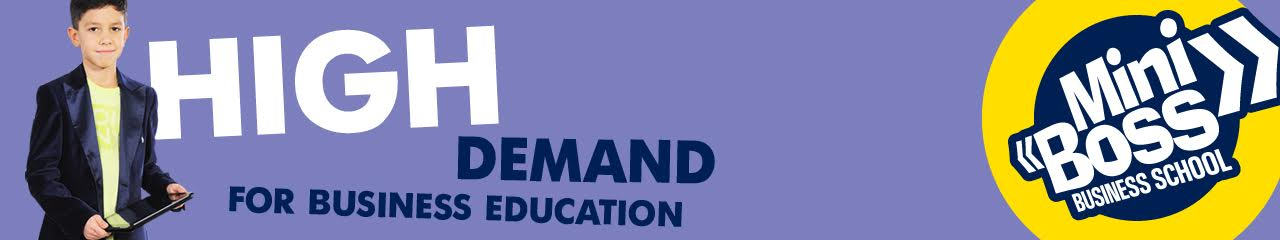 HIGH
DEMAND
FOR BUSINESS EDUCATION
Mini
Boss
BUSINESS SCHOOL